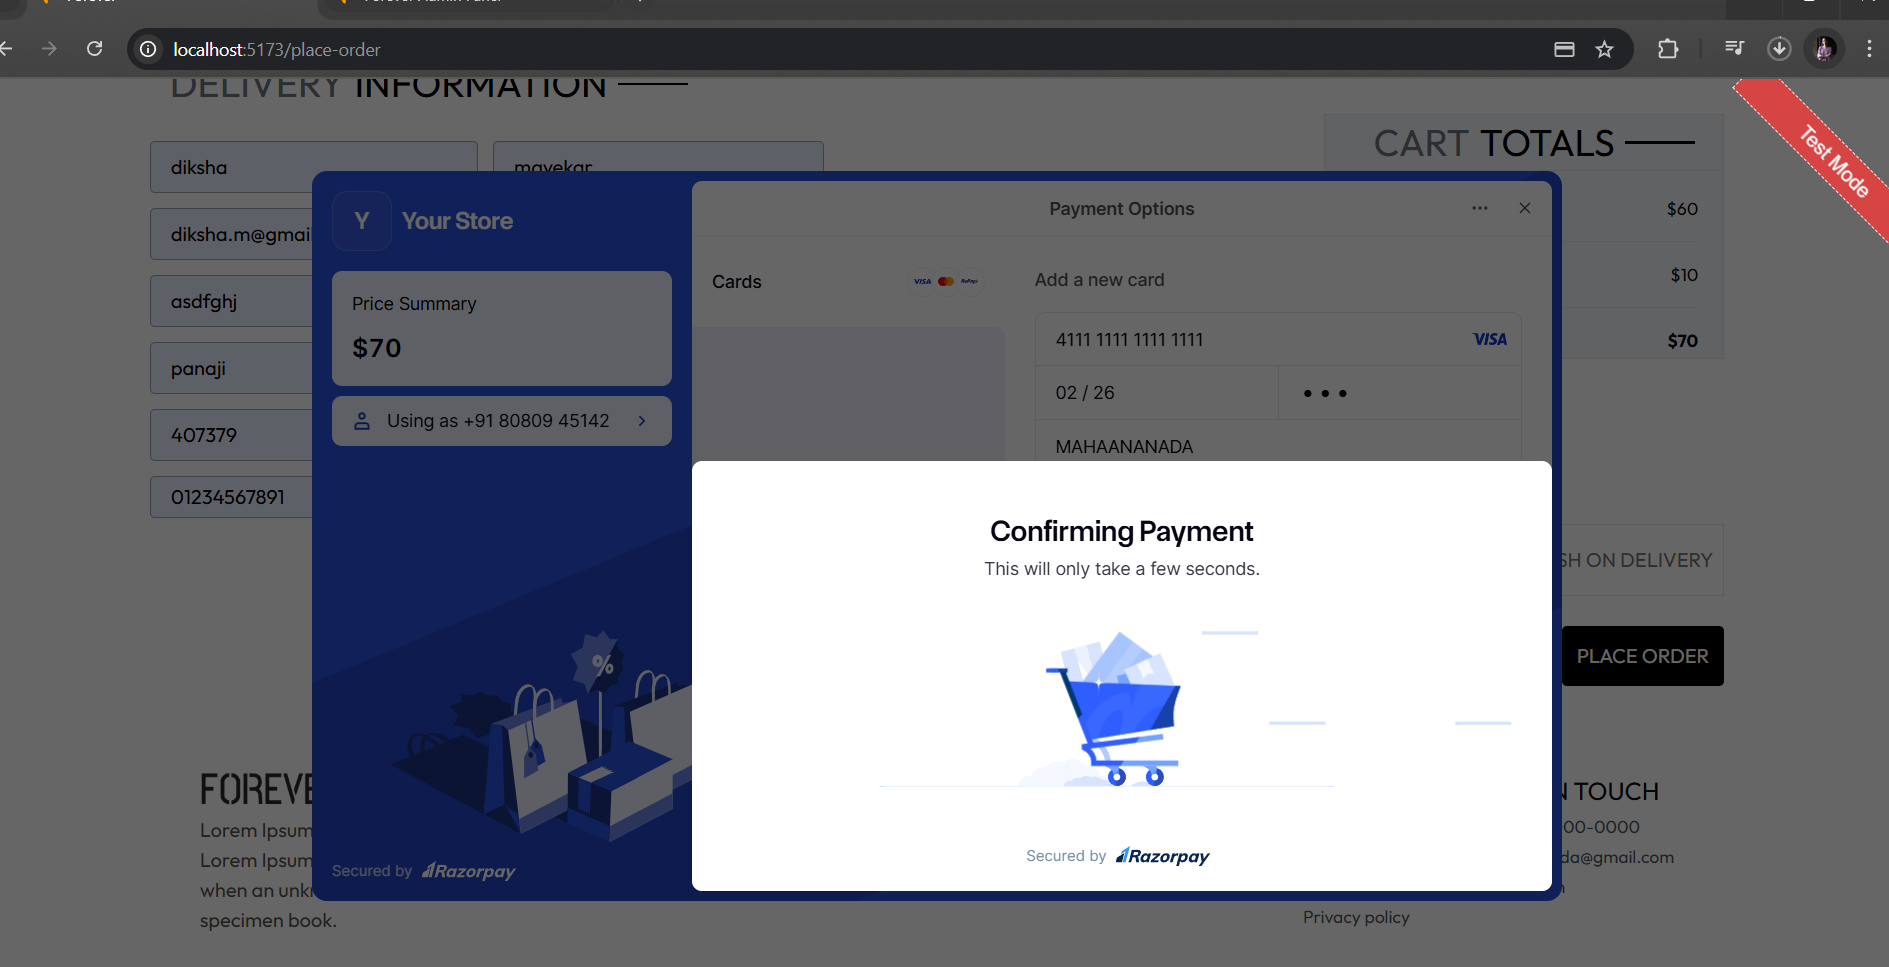 localhost:5173/place-order
DELIVERY INFORMATION
Test Mode
CART TOTALS
diksha
mayekar
$60
diksha.m@gmai
$10
asdfghj
$70
panaji
407379
01234567891
Y
Your Store
Price Summary
$70
Using as +91 80809 45142
%
Secured by Razorpay
Payment Options
Cards
VISA
RuPay
Add a new card
4111 1111 1111 1111
VISA
02 / 26
MAHAANANADA
Confirming Payment
This will only take a few seconds.
Secured by Razorpay
SH ON DELIVERY
PLACE ORDER
FOREVE
Lorem Ipsum
Lorem Ipsum
when an unk
specimen book.
N TOUCH
00-0000
da@gmail.com
Privacy policy